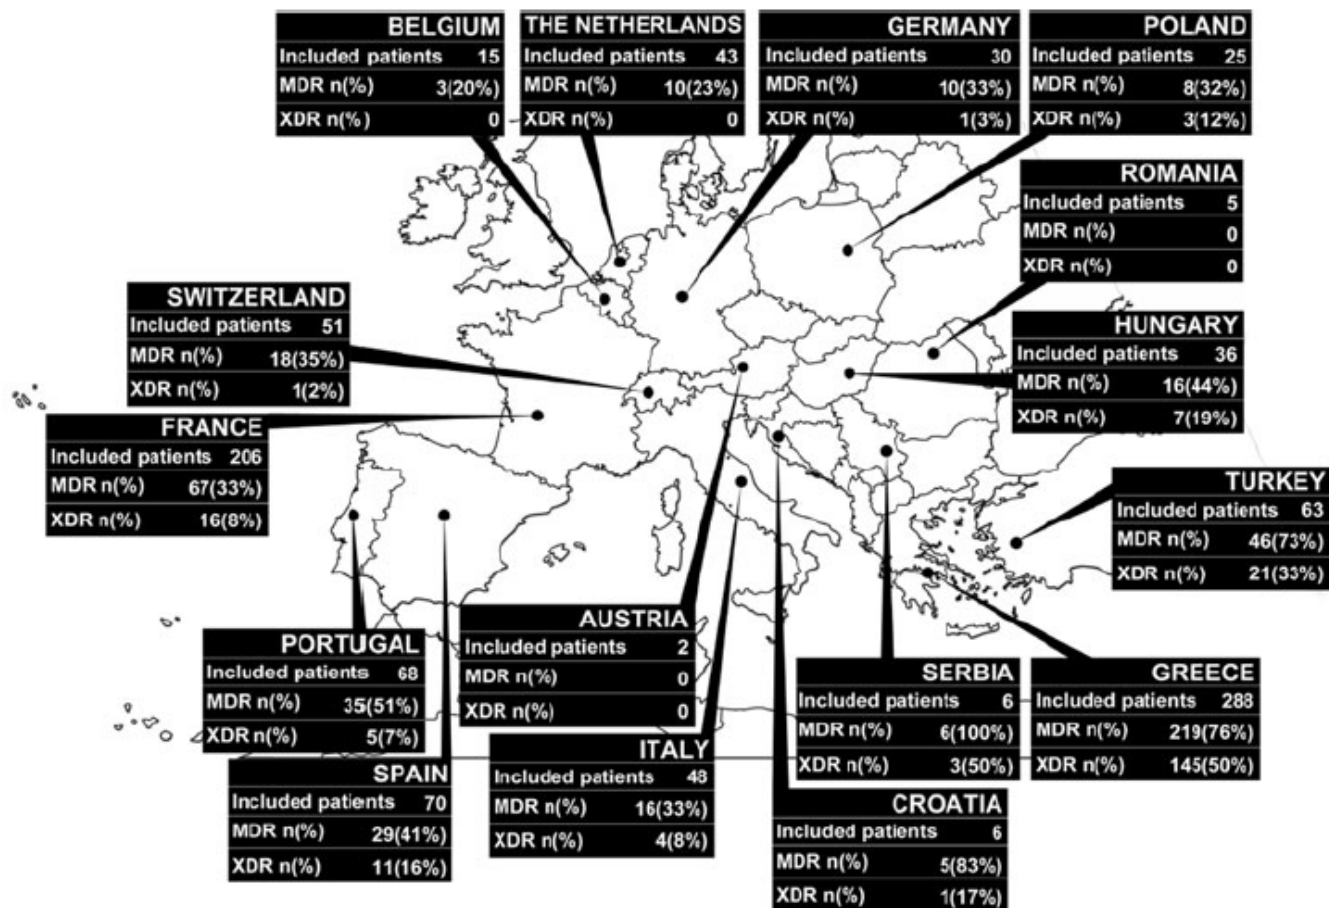 BELGIUM
Included patients 15
MDR n(%) 3(20%)
XDR n(%) 0
THE NETHERLANDS
Included patients 43
MDR n(%) 10(23%)
XDR n(%) 0
GERMANY
Included patients 30
MDR n(%) 10(33%)
XDR n(%) 1(3%)
POLAND
Included patients 25
MDR n(%) 8(32%)
XDR n(%) 3(12%)
ROMANIA
Included patients 5
MDR n(%) 0
XDR n(%) 0
SWITZERLAND
Included patients 51
MDR n(%) 18(35%)
XDR n(%) 1(2%)
HUNGARY
Included patients 36
MDR n(%) 16(44%)
XDR n(%) 7(19%)
FRANCE
Included patients 206
MDR n(%) 67(33%)
XDR n(%) 16(8%)
TURKEY
Included patients 63
MDR n(%) 46(73%)
XDR n(%) 21(33%)
AUSTRIA
Included patients 2
MDR n(%) 0
XDR n(%) 0
PORTUGAL
Included patients 68
MDR n(%) 35(51%)
XDR n(%) 5(7%)
SERBIA
Included patients 6
MDR n(%) 6(100%)
XDR n(%) 3(50%)
GREECE
Included patients 288
MDR n(%) 219(76%)
XDR n(%) 145(50%)
ITALY
Included patients 48
MDR n(%) 16(33%)
XDR n(%) 4(8%)
SPAIN
Included patients 70
MDR n(%) 29(41%)
XDR n(%) 11(16%)
CROATIA
Included patients 6
MDR n(%) 5(83%)
XDR n(%) 1(17%)